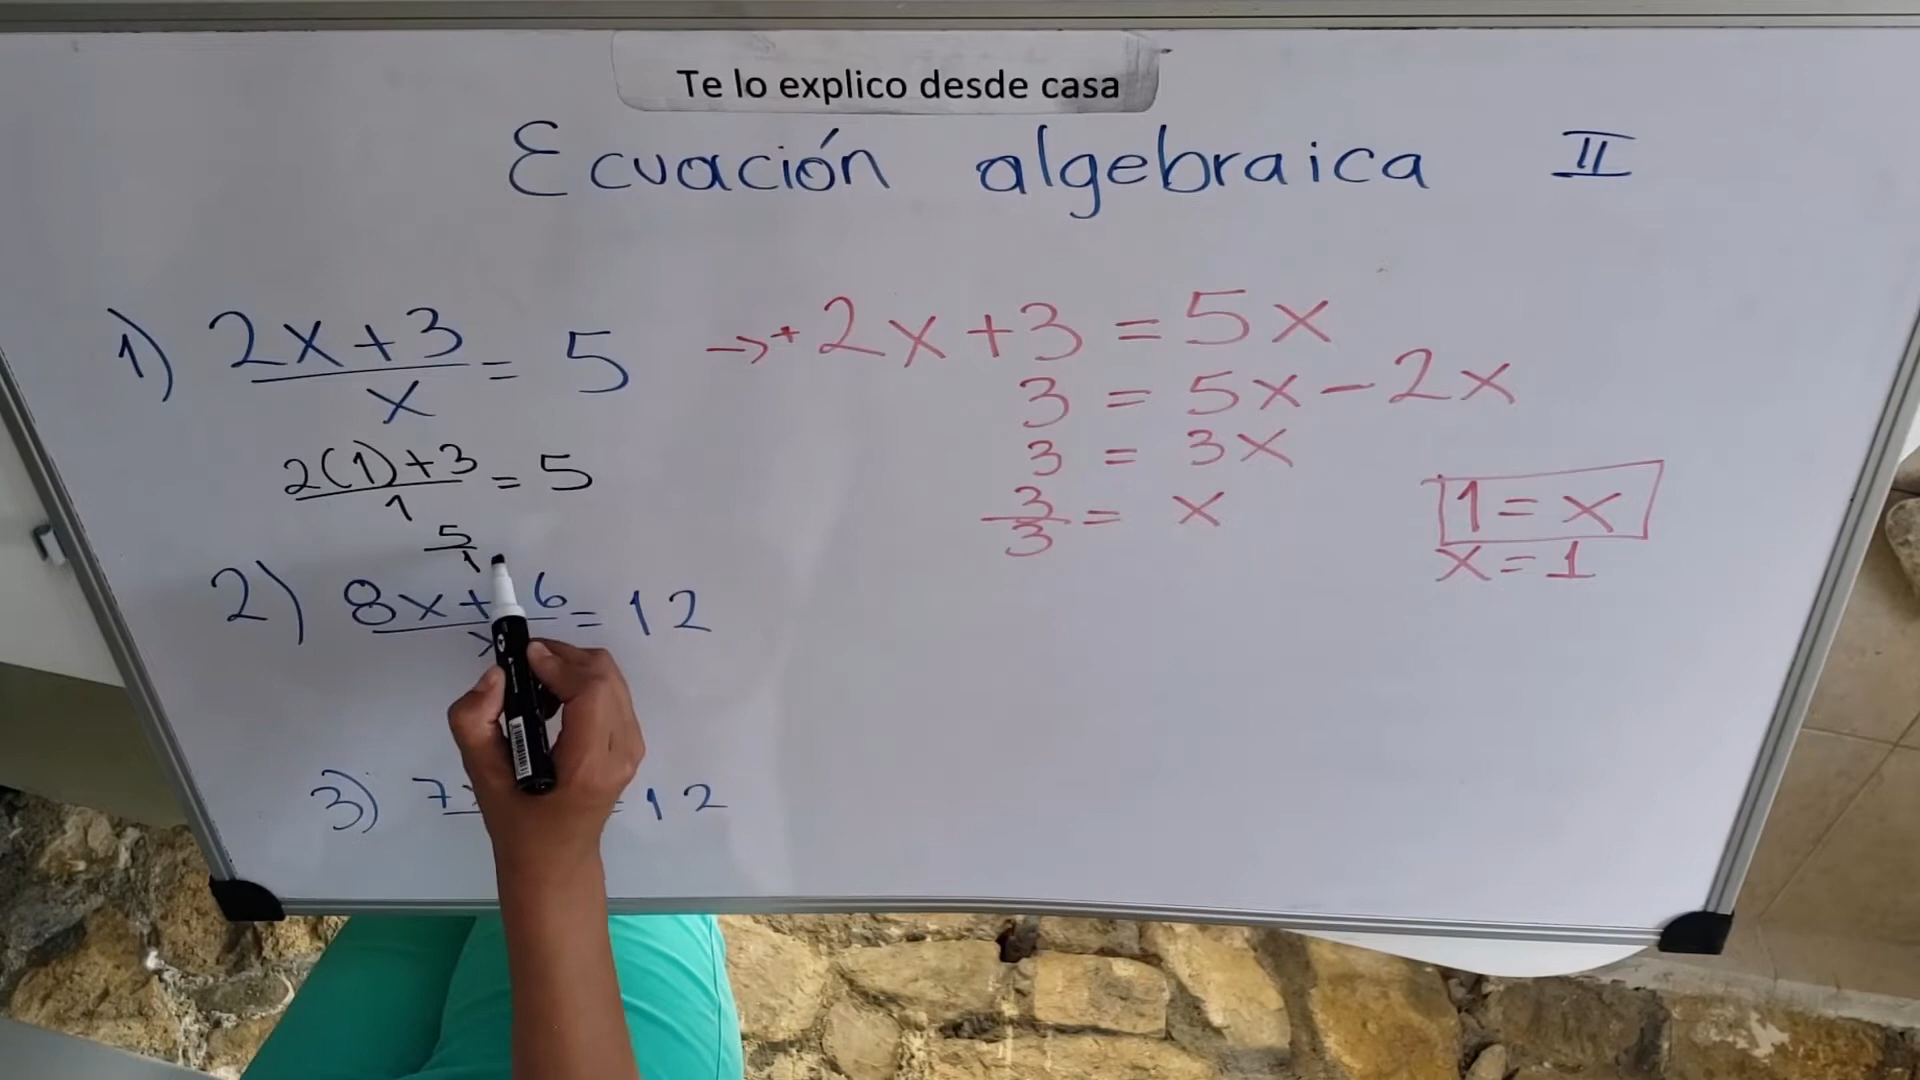 Te lo explico desde casa
Ecuación algebraica II
1) 2x+3/x = 5
→ +2x+3 = 5x
3 = 5x-2x
3 = 3x
3/3 = x
1=x
x=1
2(1)+3/1 = 5
5/1
2) 8x+6/x = 12
3) 7x =12